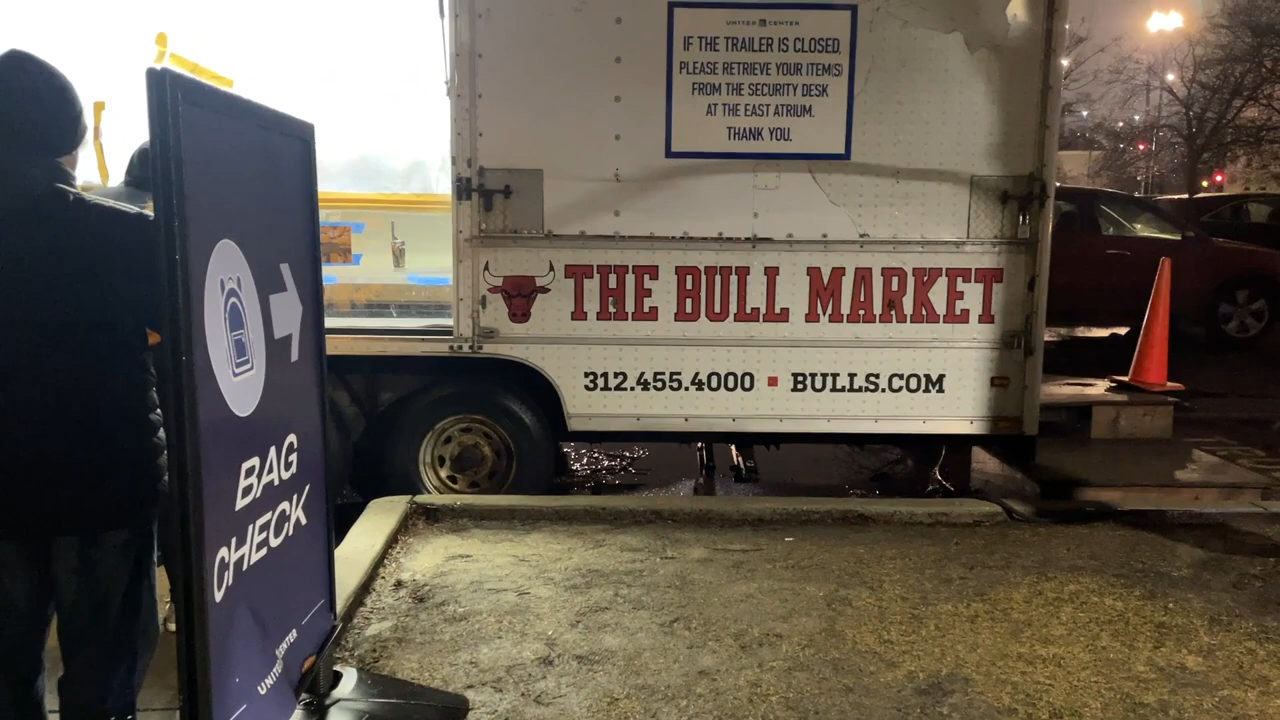 UNITED CENTER
IF THE TRAILER IS CLOSED,
PLEASE RETRIEVE YOUR ITEM(S)
FROM THE SECURITY DESK
AT THE EAST ATRIUM.
THANK YOU.
THE BULL MARKET
312.455.4000 ▪ BULLS.COM
BAG
CHECK
UNITED CENTER